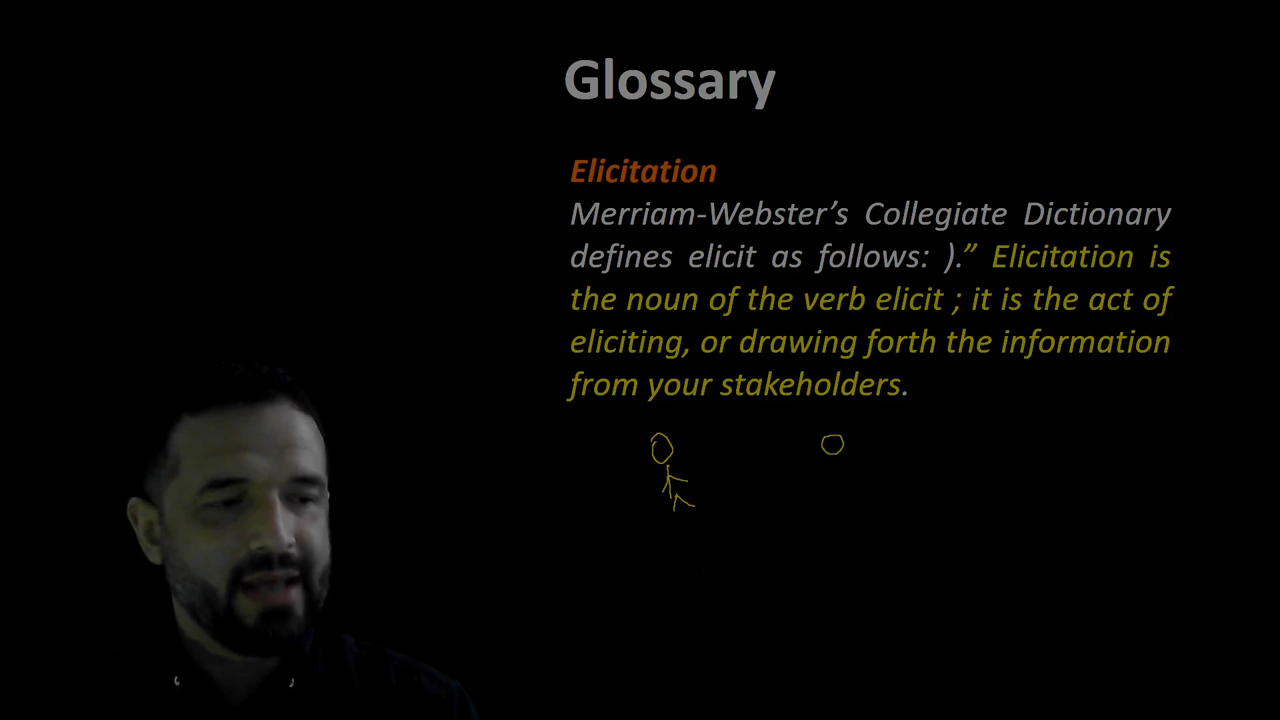 Glossary
Elicitation
Merriam-Webster’s Collegiate Dictionary
defines elicit as follows: ).” Elicitation is
the noun of the verb elicit ; it is the act of
eliciting, or drawing forth the information
from your stakeholders.